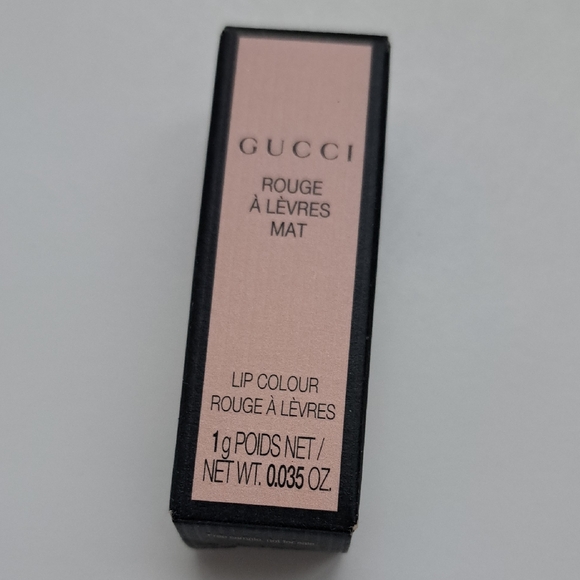 GUCCI
ROUGE
À LÈVRES
MAT
LIP COLOUR
ROUGE À LÈVRES
1 g POIDS NET /
NET WT. 0.035 OZ.